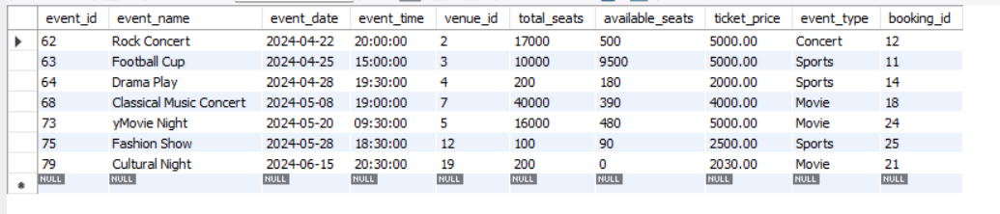 event_id event_name event_date event_time venue_id total_seats available_seats ticket_price event_type booking_id
62 Rock Concert 2024-04-22 20:00:00 2 17000 500 5000.00 Concert 12
63 Football Cup 2024-04-25 15:00:00 3 10000 9500 5000.00 Sports 11
64 Drama Play 2024-04-28 19:30:00 4 200 180 2000.00 Sports 14
68 Classical Music Concert 2024-05-08 19:00:00 7 40000 390 4000.00 Movie 18
73 yMovie Night 2024-05-20 09:30:00 5 16000 480 5000.00 Movie 24
75 Fashion Show 2024-05-28 18:30:00 12 100 90 2500.00 Sports 25
79 Cultural Night 2024-06-15 20:30:00 19 200 0 2030.00 Movie 21
NULL NULL NULL NULL NULL NULL NULL NULL NULL NULL